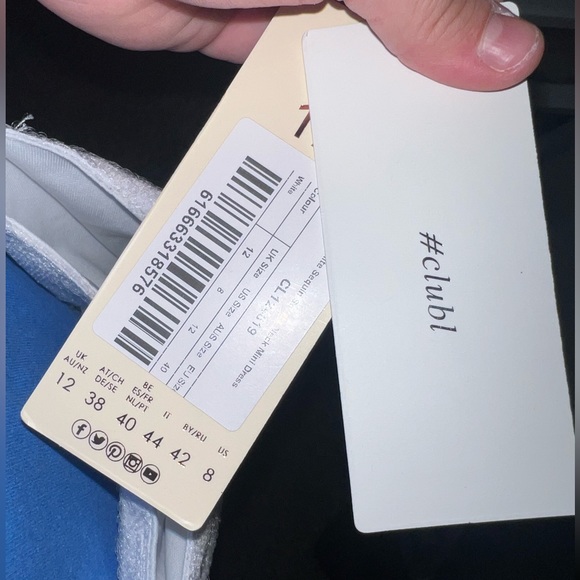 #clubl
Colour
White
UK Size
12
US Size
8
AUS Size
12
EU Siz
40
Sequin
Mini Dress
616663318576
UK
AU/NZ
12
AT/CH
DE/SE
38
BE
ES/FR
NL/PT
40
IT
44
BY/RU
42
US
8